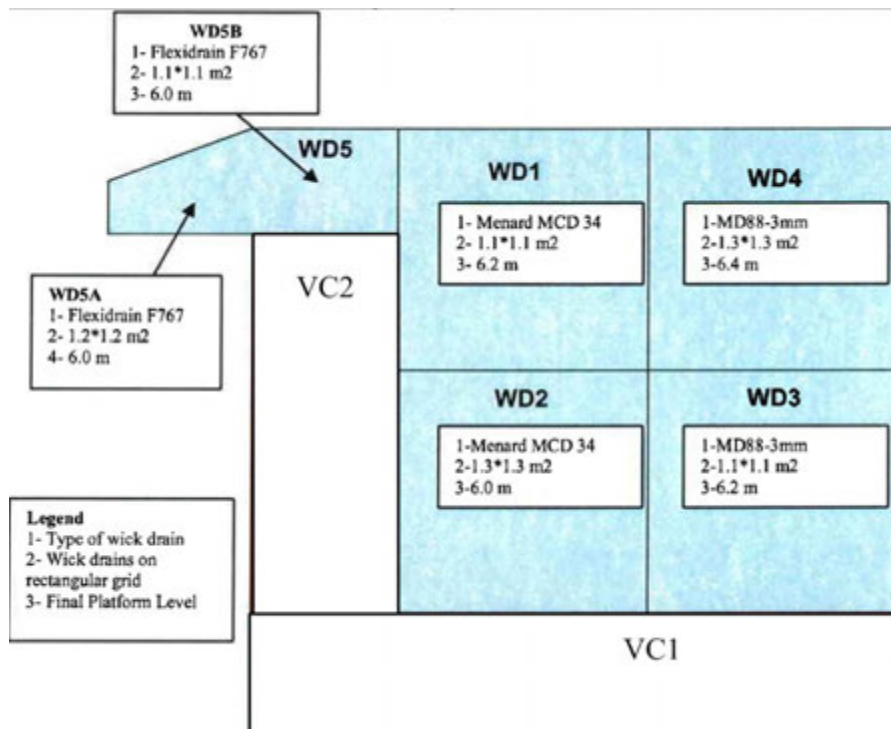 WD5B
1- Flexidrain F767
2- 1.1*1.1 m2
3- 6.0 m
WD5
WD1
WD4
1- Menard MCD 34
2- 1.1*1.1 m2
3- 6.2 m
1-MD88-3mm
2-1.3*1.3 m2
3-6.4 m
VC2
WD5A
1- Flexidrain F767
2- 1.2*1.2 m2
4- 6.0 m
WD2
WD3
1-Menard MCD 34
2-1.3*1.3 m2
3-6.0 m
1-MD88-3mm
2-1.1*1.1 m2
3-6.2 m
Legend
1- Type of wick drain
2- Wick drains on
rectangular grid
3- Final Platform Level
VC1